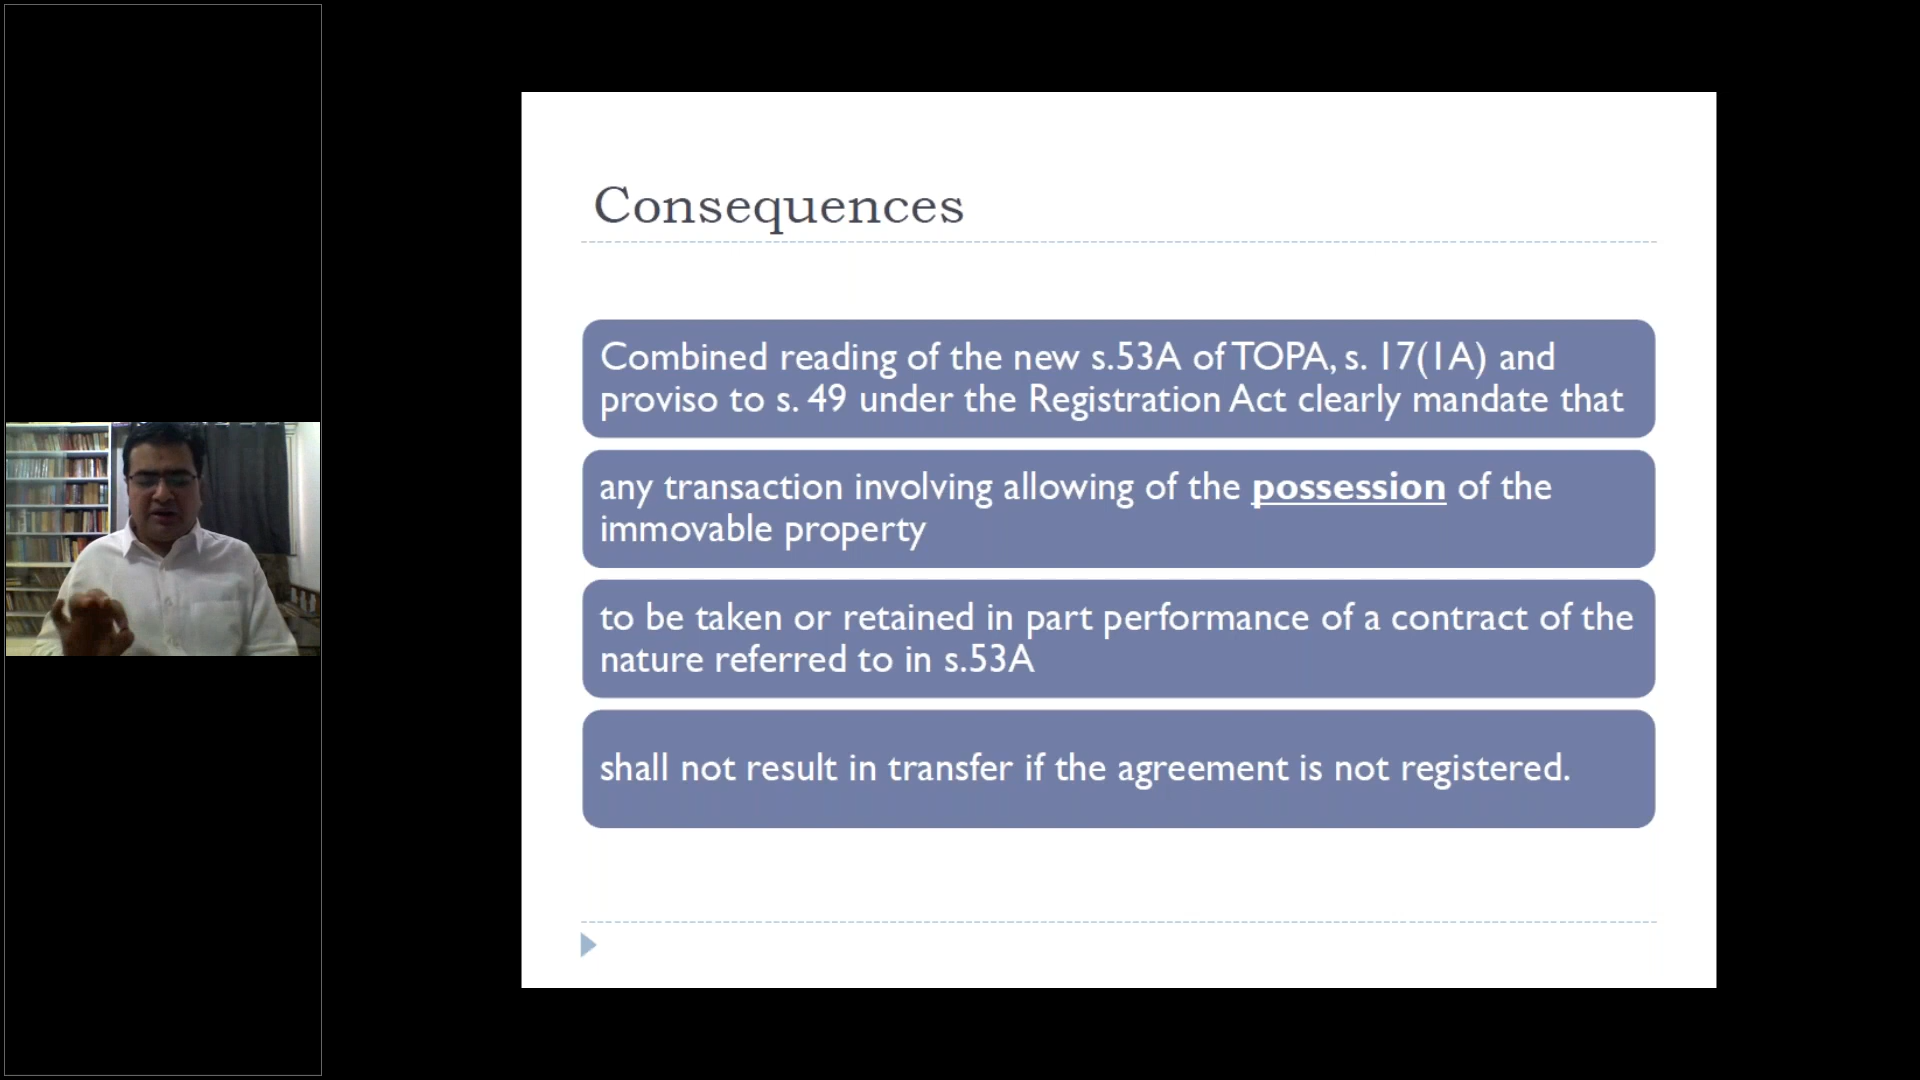 Consequences
Combined reading of the new s.53A of TOPA, s. 17(1A) and
proviso to s. 49 under the Registration Act clearly mandate that
any transaction involving allowing of the possession of the
immovable property
to be taken or retained in part performance of a contract of the
nature referred to in s.53A
shall not result in transfer if the agreement is not registered.